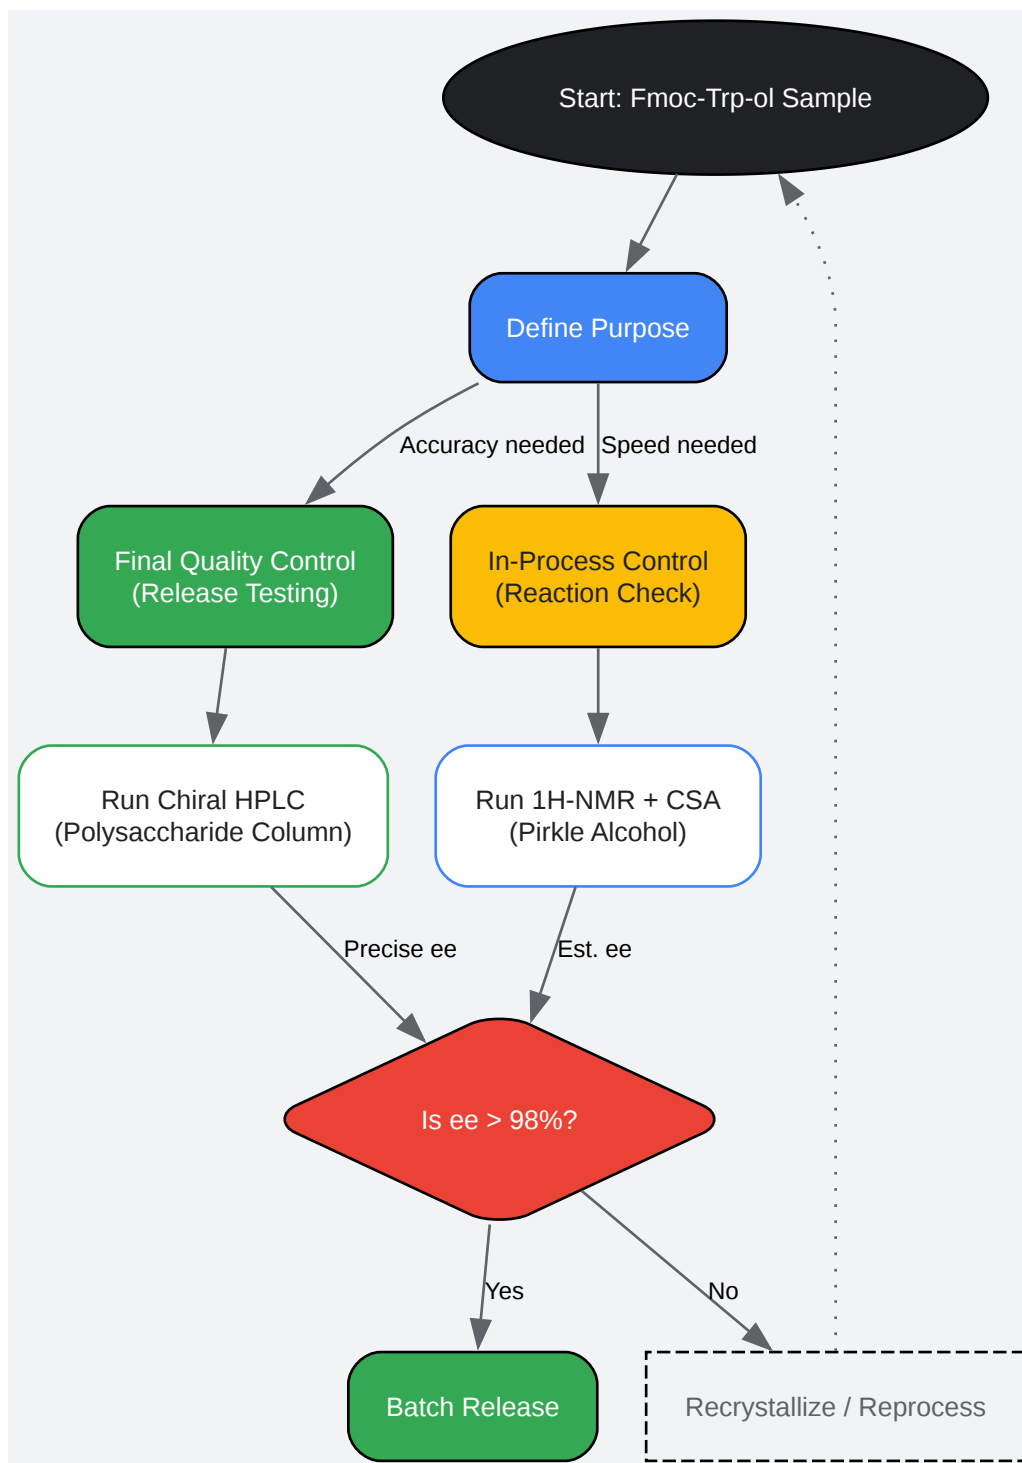 Start: Fmoc-Trp-ol Sample
Define Purpose
Accuracy needed
Speed needed
Final Quality Control
(Release Testing)
In-Process Control
(Reaction Check)
Run Chiral HPLC
(Polysaccharide Column)
Run 1H-NMR + CSA
(Pirkle Alcohol)
Precise ee
Est. ee
Is ee > 98%?
Yes
No
Batch Release
Recrystallize / Reprocess